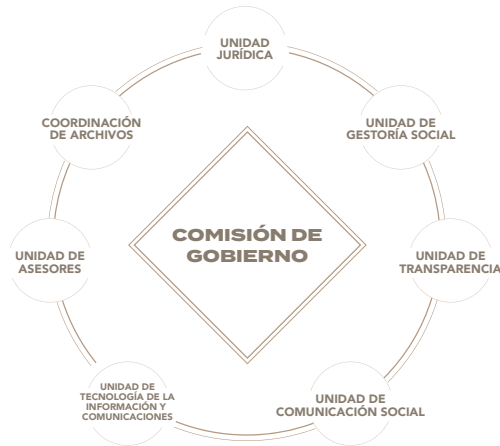 UNIDAD
JURÍDICA
COORDINACIÓN
DE ARCHIVOS
UNIDAD DE
GESTORÍA SOCIAL
COMISIÓN DE
GOBIERNO
UNIDAD DE
ASESORES
UNIDAD DE
TRANSPARENCIA
UNIDAD DE
TECNOLOGÍA DE LA
INFORMACIÓN Y
COMUNICACIONES
UNIDAD DE
COMUNICACIÓN SOCIAL